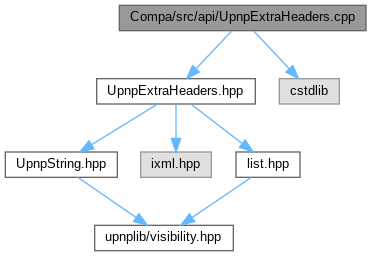 Compa/src/api/UpnpExtraHeaders.cpp
UpnpExtraHeaders.hpp
cstdlib
UpnpString.hpp
ixml.hpp
list.hpp
upnplib/visibility.hpp